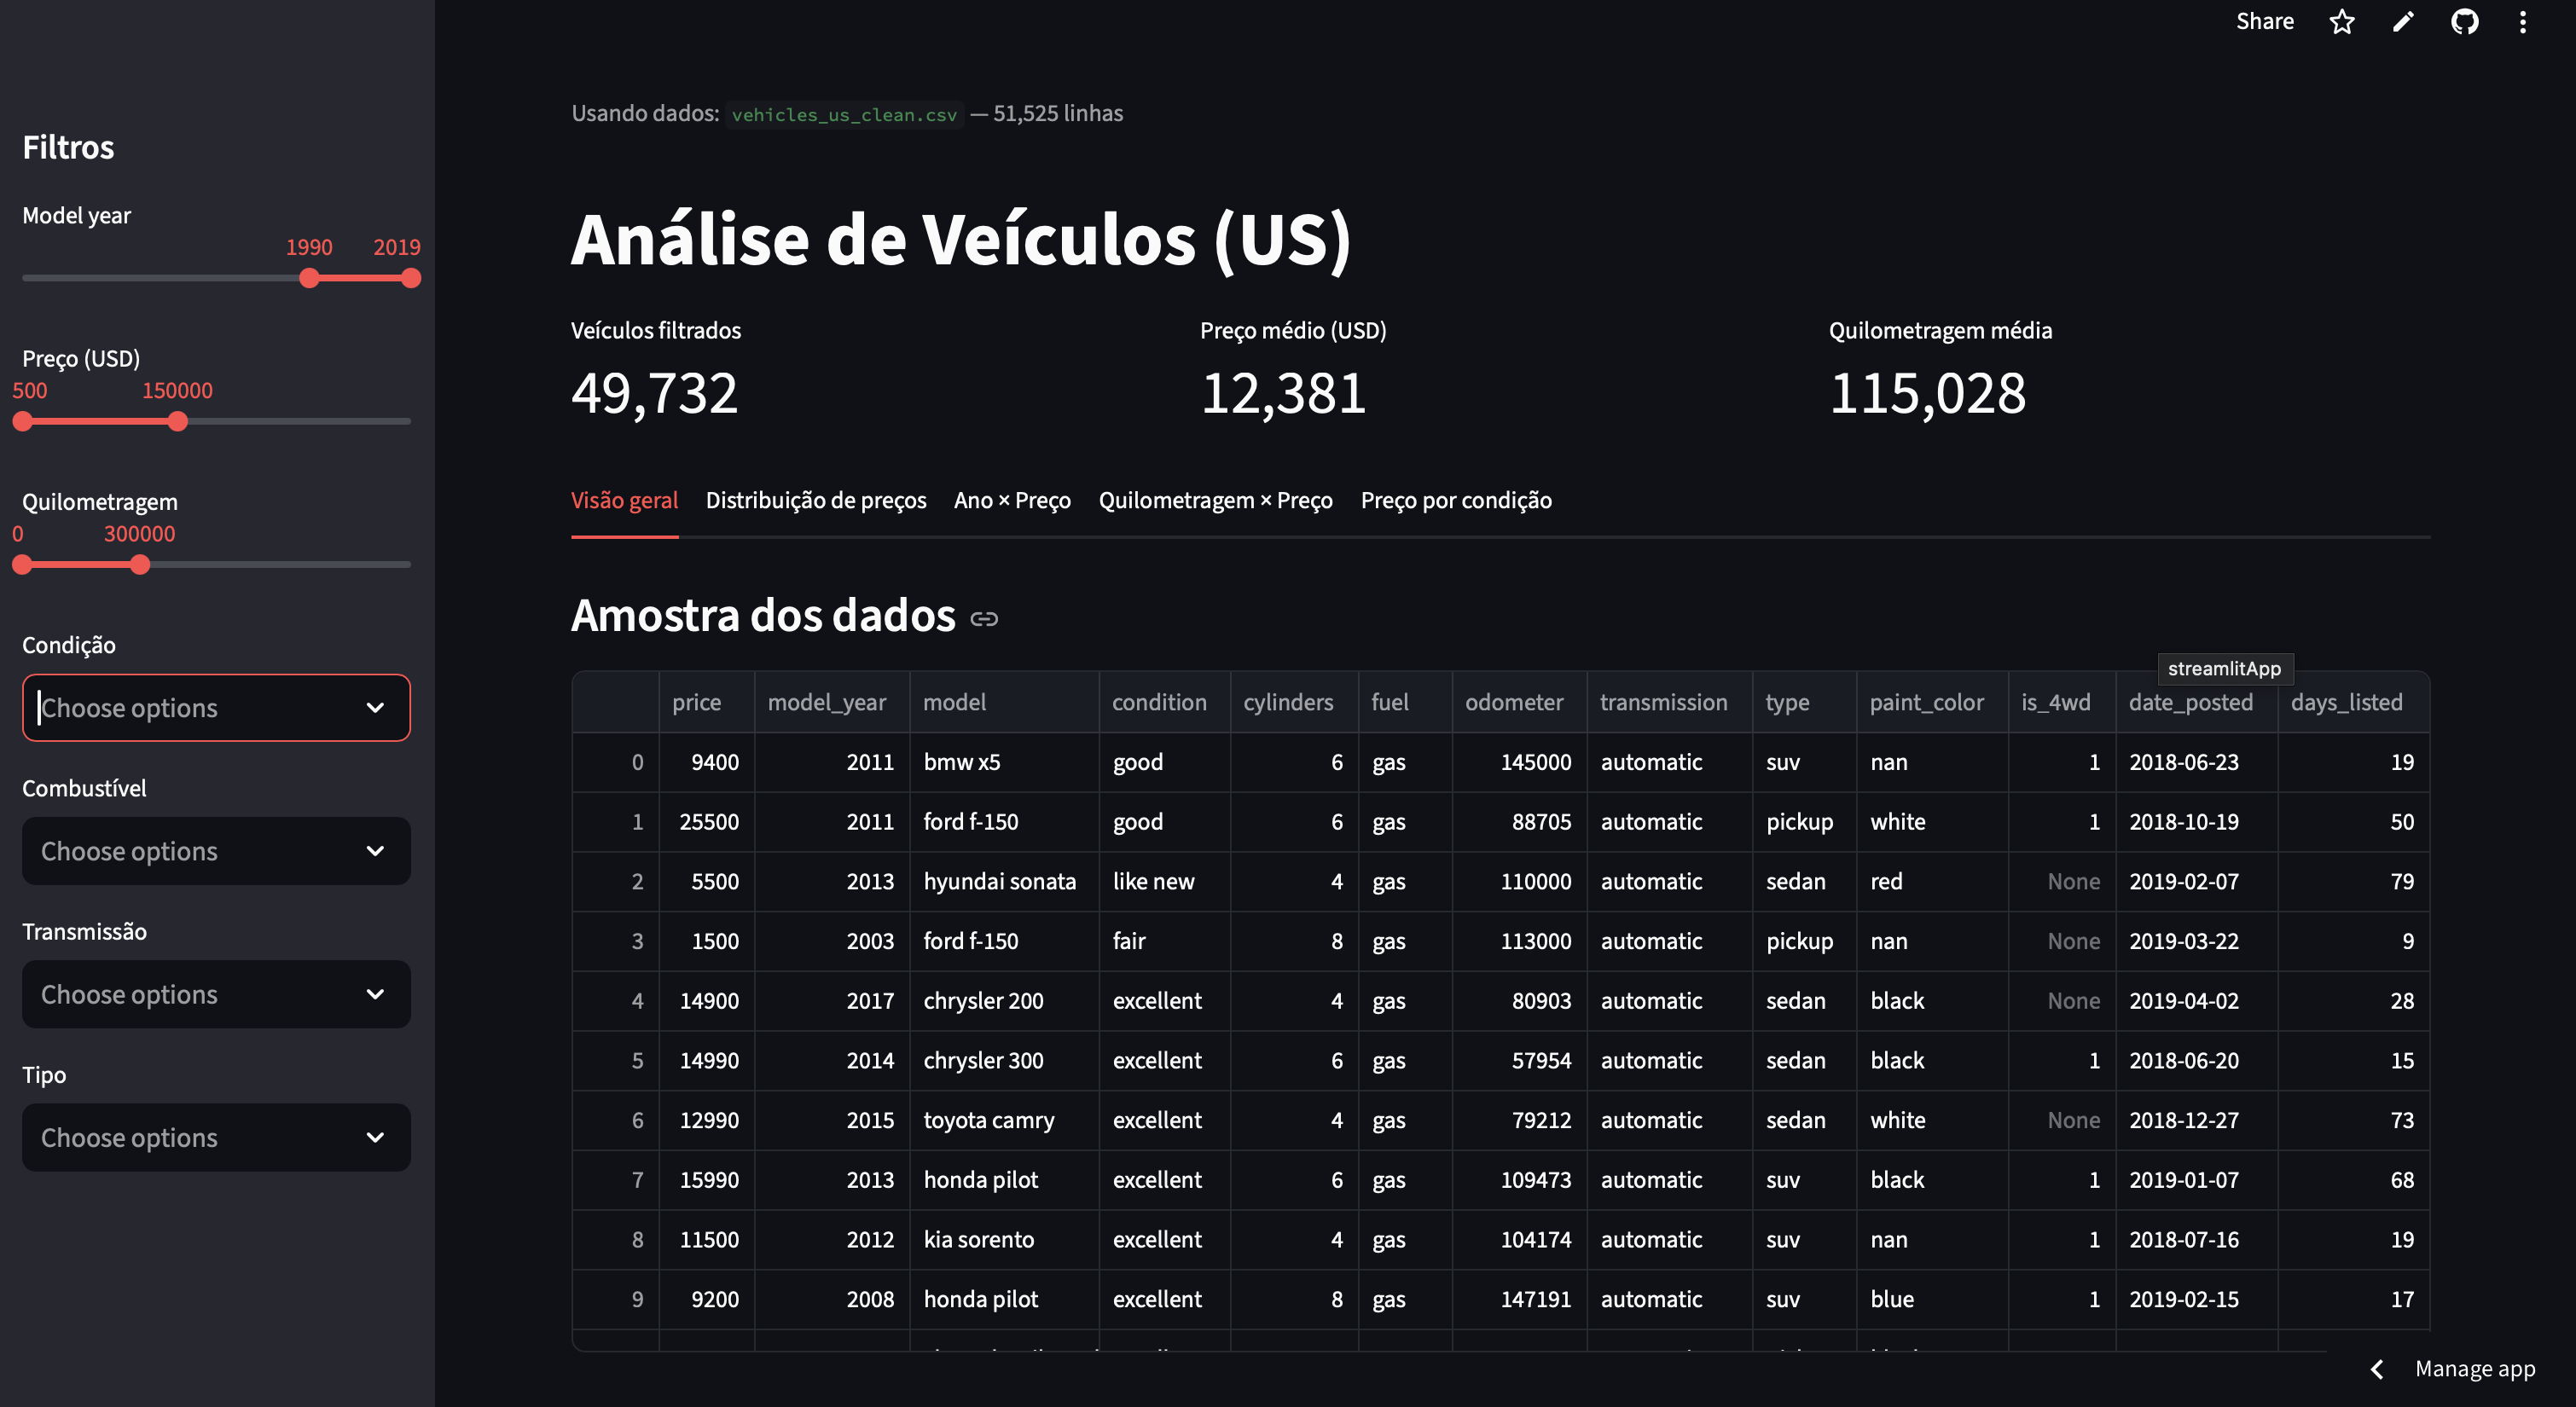 Share
Filtros
Model year
1990 2019
Preço (USD)
500 150000
Quilometragem
0 300000
Condição
Choose options
Combustível
Choose options
Transmissão
Choose options
Tipo
Choose options
Usando dados: vehicles_us_clean.csv — 51,525 linhas
Análise de Veículos (US)
Veículos filtrados Preço médio (USD) Quilometragem média
49,732 12,381 115,028
Visão geral Distribuição de preços Ano × Preço Quilometragem × Preço Preço por condição
Amostra dos dados
streamlitApp
price model_year model condition cylinders fuel odometer transmission type paint_color is_4wd date_posted days_listed
0 9400 2011 bmw x5 good 6 gas 145000 automatic suv nan 1 2018-06-23 19
1 25500 2011 ford f-150 good 6 gas 88705 automatic pickup white 1 2018-10-19 50
2 5500 2013 hyundai sonata like new 4 gas 110000 automatic sedan red None 2019-02-07 79
3 1500 2003 ford f-150 fair 8 gas 113000 automatic pickup nan None 2019-03-22 9
4 14900 2017 chrysler 200 excellent 4 gas 80903 automatic sedan black None 2019-04-02 28
5 14990 2014 chrysler 300 excellent 6 gas 57954 automatic sedan black 1 2018-06-20 15
6 12990 2015 toyota camry excellent 4 gas 79212 automatic sedan white None 2018-12-27 73
7 15990 2013 honda pilot excellent 6 gas 109473 automatic suv black 1 2019-01-07 68
8 11500 2012 kia sorento excellent 4 gas 104174 automatic suv nan 1 2018-07-16 19
9 9200 2008 honda pilot excellent 8 gas 147191 automatic suv blue 1 2019-02-15 17
Manage app